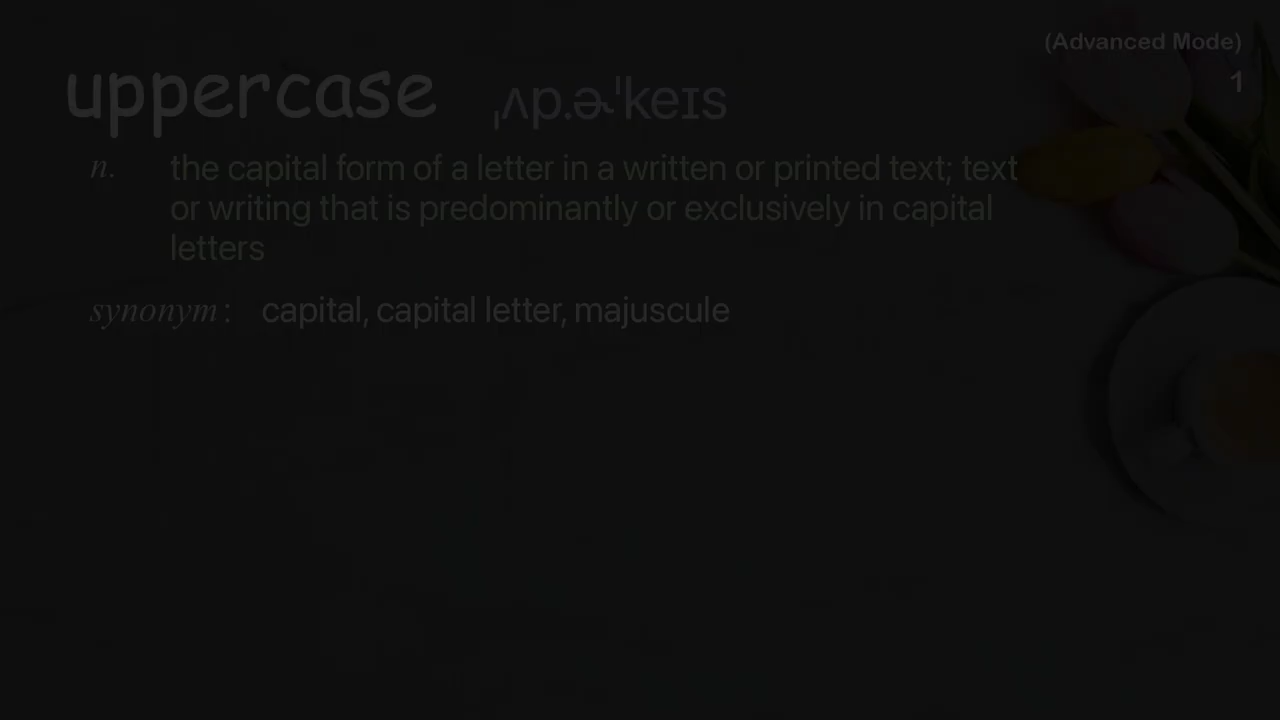 (Advanced Mode)
uppercase ˌʌp.ɚˈkeɪs
1
n. the capital form of a letter in a written or printed text; text
or writing that is predominantly or exclusively in capital
letters
synonym: capital, capital letter, majuscule